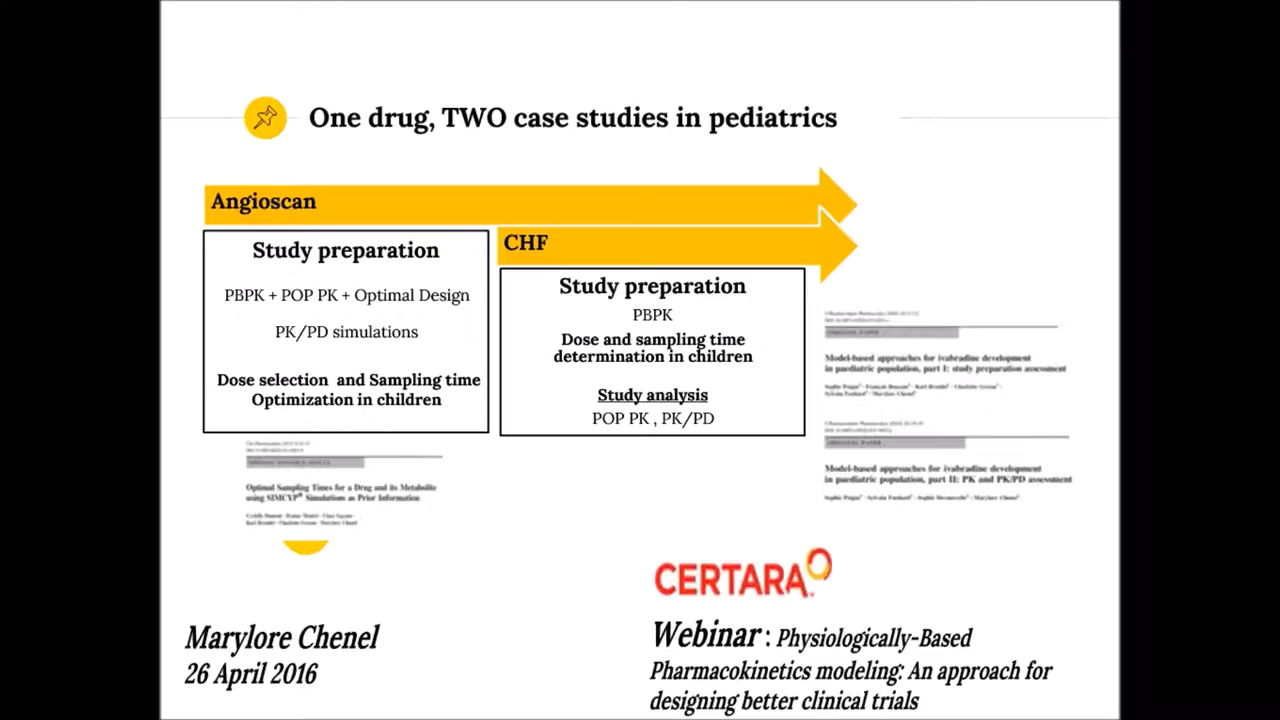 One drug, TWO case studies in pediatrics
Angioscan
Study preparation
PBPK + POP PK + Optimal Design
PK/PD simulations
Dose selection and Sampling time
Optimization in children
CHF
Study preparation
PBPK
Dose and sampling time
determination in children
Study analysis
POP PK , PK/PD
ORIGINAL PAPER
Model-based approaches for ivabradine development
in paediatric population, part I: study preparation assessment
ORIGINAL PAPER
Model-based approaches for ivabradine development
in paediatric population, part II: PK and PK/PD assessment
Optimal Sampling Times for a Drug and its Metabolite
using SIMCYP® Simulations as Prior Information
CERTARA
Marylore Chenel
26 April 2016
Webinar : Physiologically-Based
Pharmacokinetics modeling: An approach for
designing better clinical trials